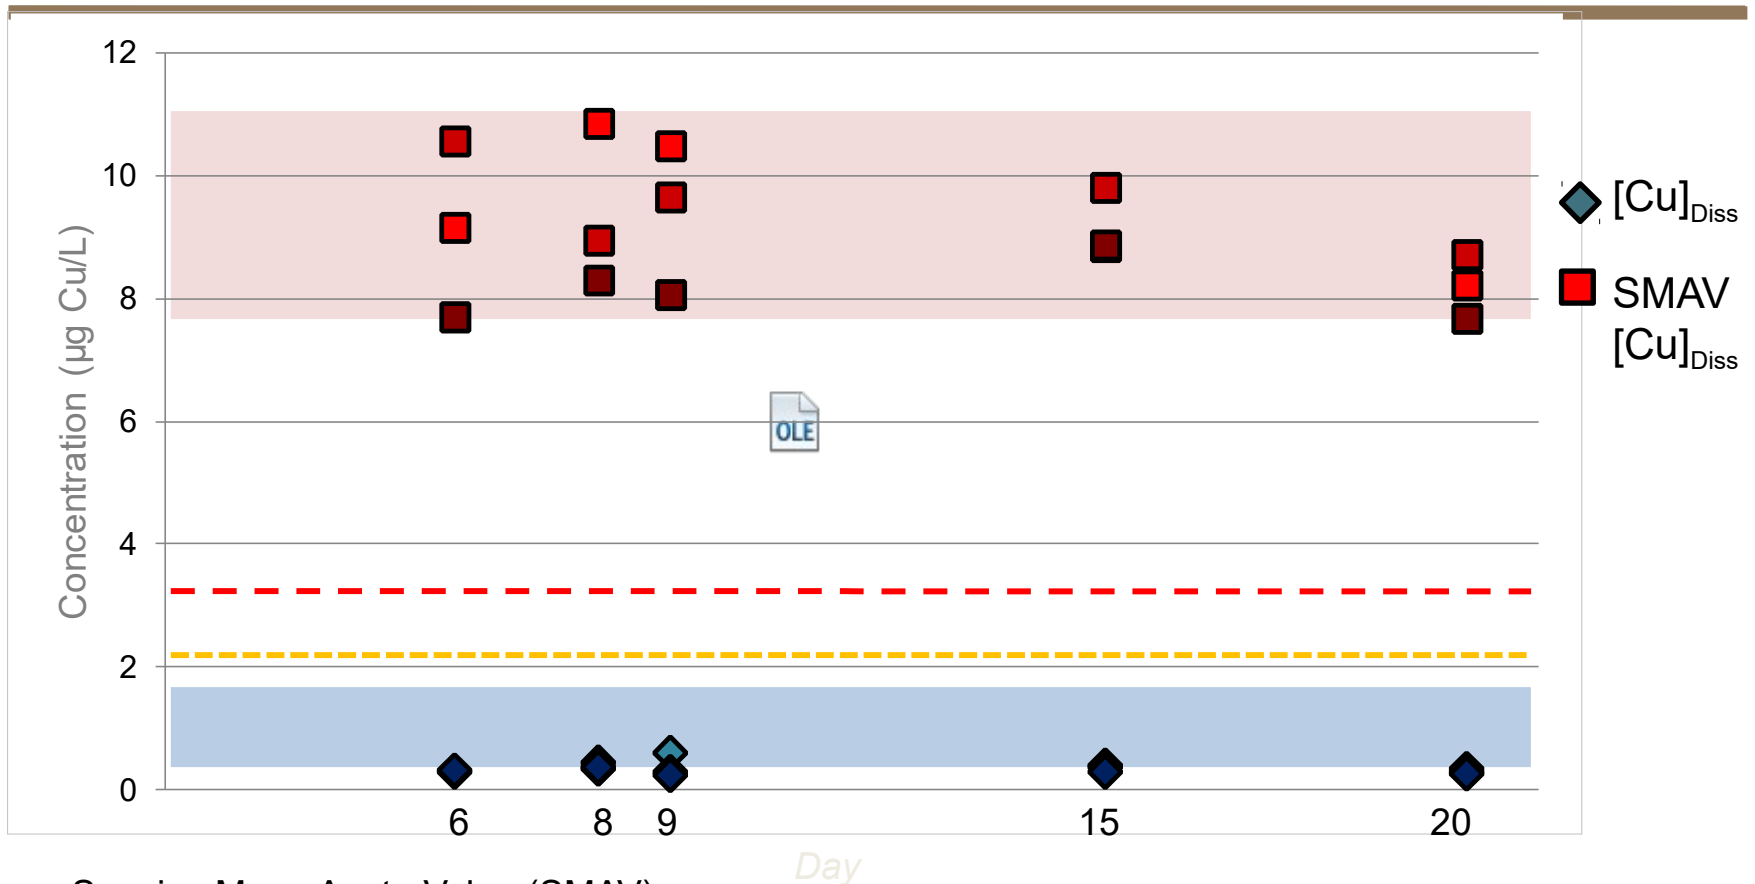 12
10
8
6
4
2
0
Concentration (µg Cu/L)
OLE
6 8 9 15 20
Day
[Cu]Diss
SMAV
[Cu]Diss
(SMAV)